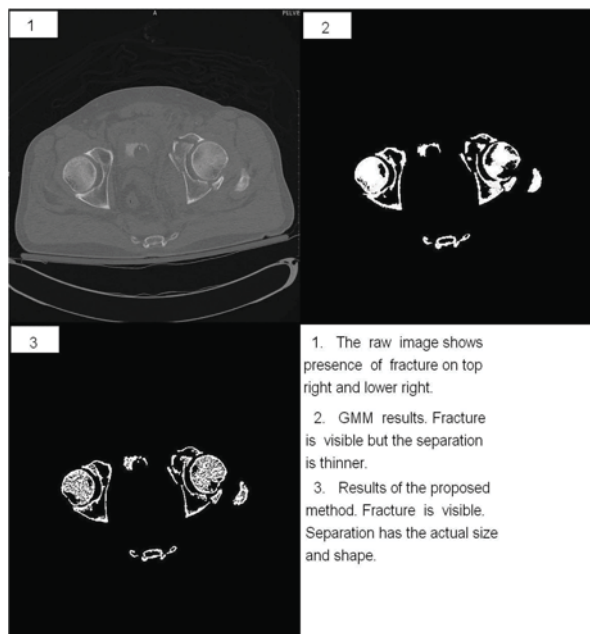 1
A
PELVIS
2
3
1. The raw image shows
presence of fracture on top
right and lower right.
2. GMM results. Fracture
is visible but the separation
is thinner.
3. Results of the proposed
method. Fracture is visible.
Separation has the actual size
and shape.